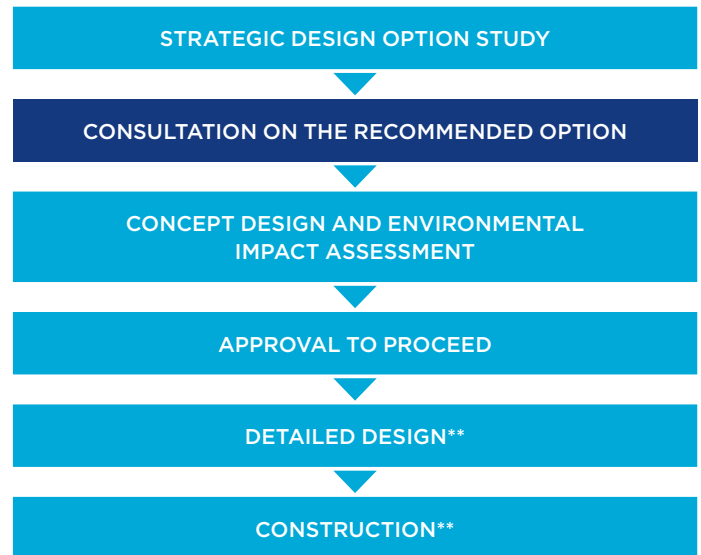 STRATEGIC DESIGN OPTION STUDY
CONSULTATION ON THE RECOMMENDED OPTION
CONCEPT DESIGN AND ENVIRONMENTAL
IMPACT ASSESSMENT
APPROVAL TO PROCEED
DETAILED DESIGN**
CONSTRUCTION**